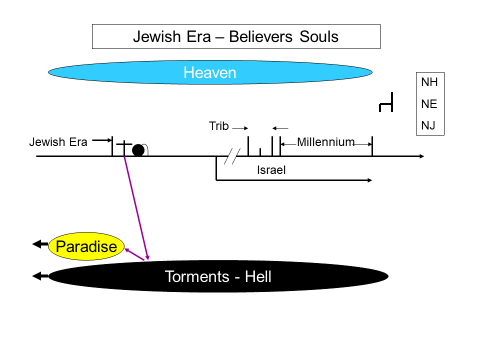 Jewish Era – Believers Souls
Heaven
NH
NE
NJ
Trib
Jewish Era
Millennium
Israel
Paradise
Torments - Hell